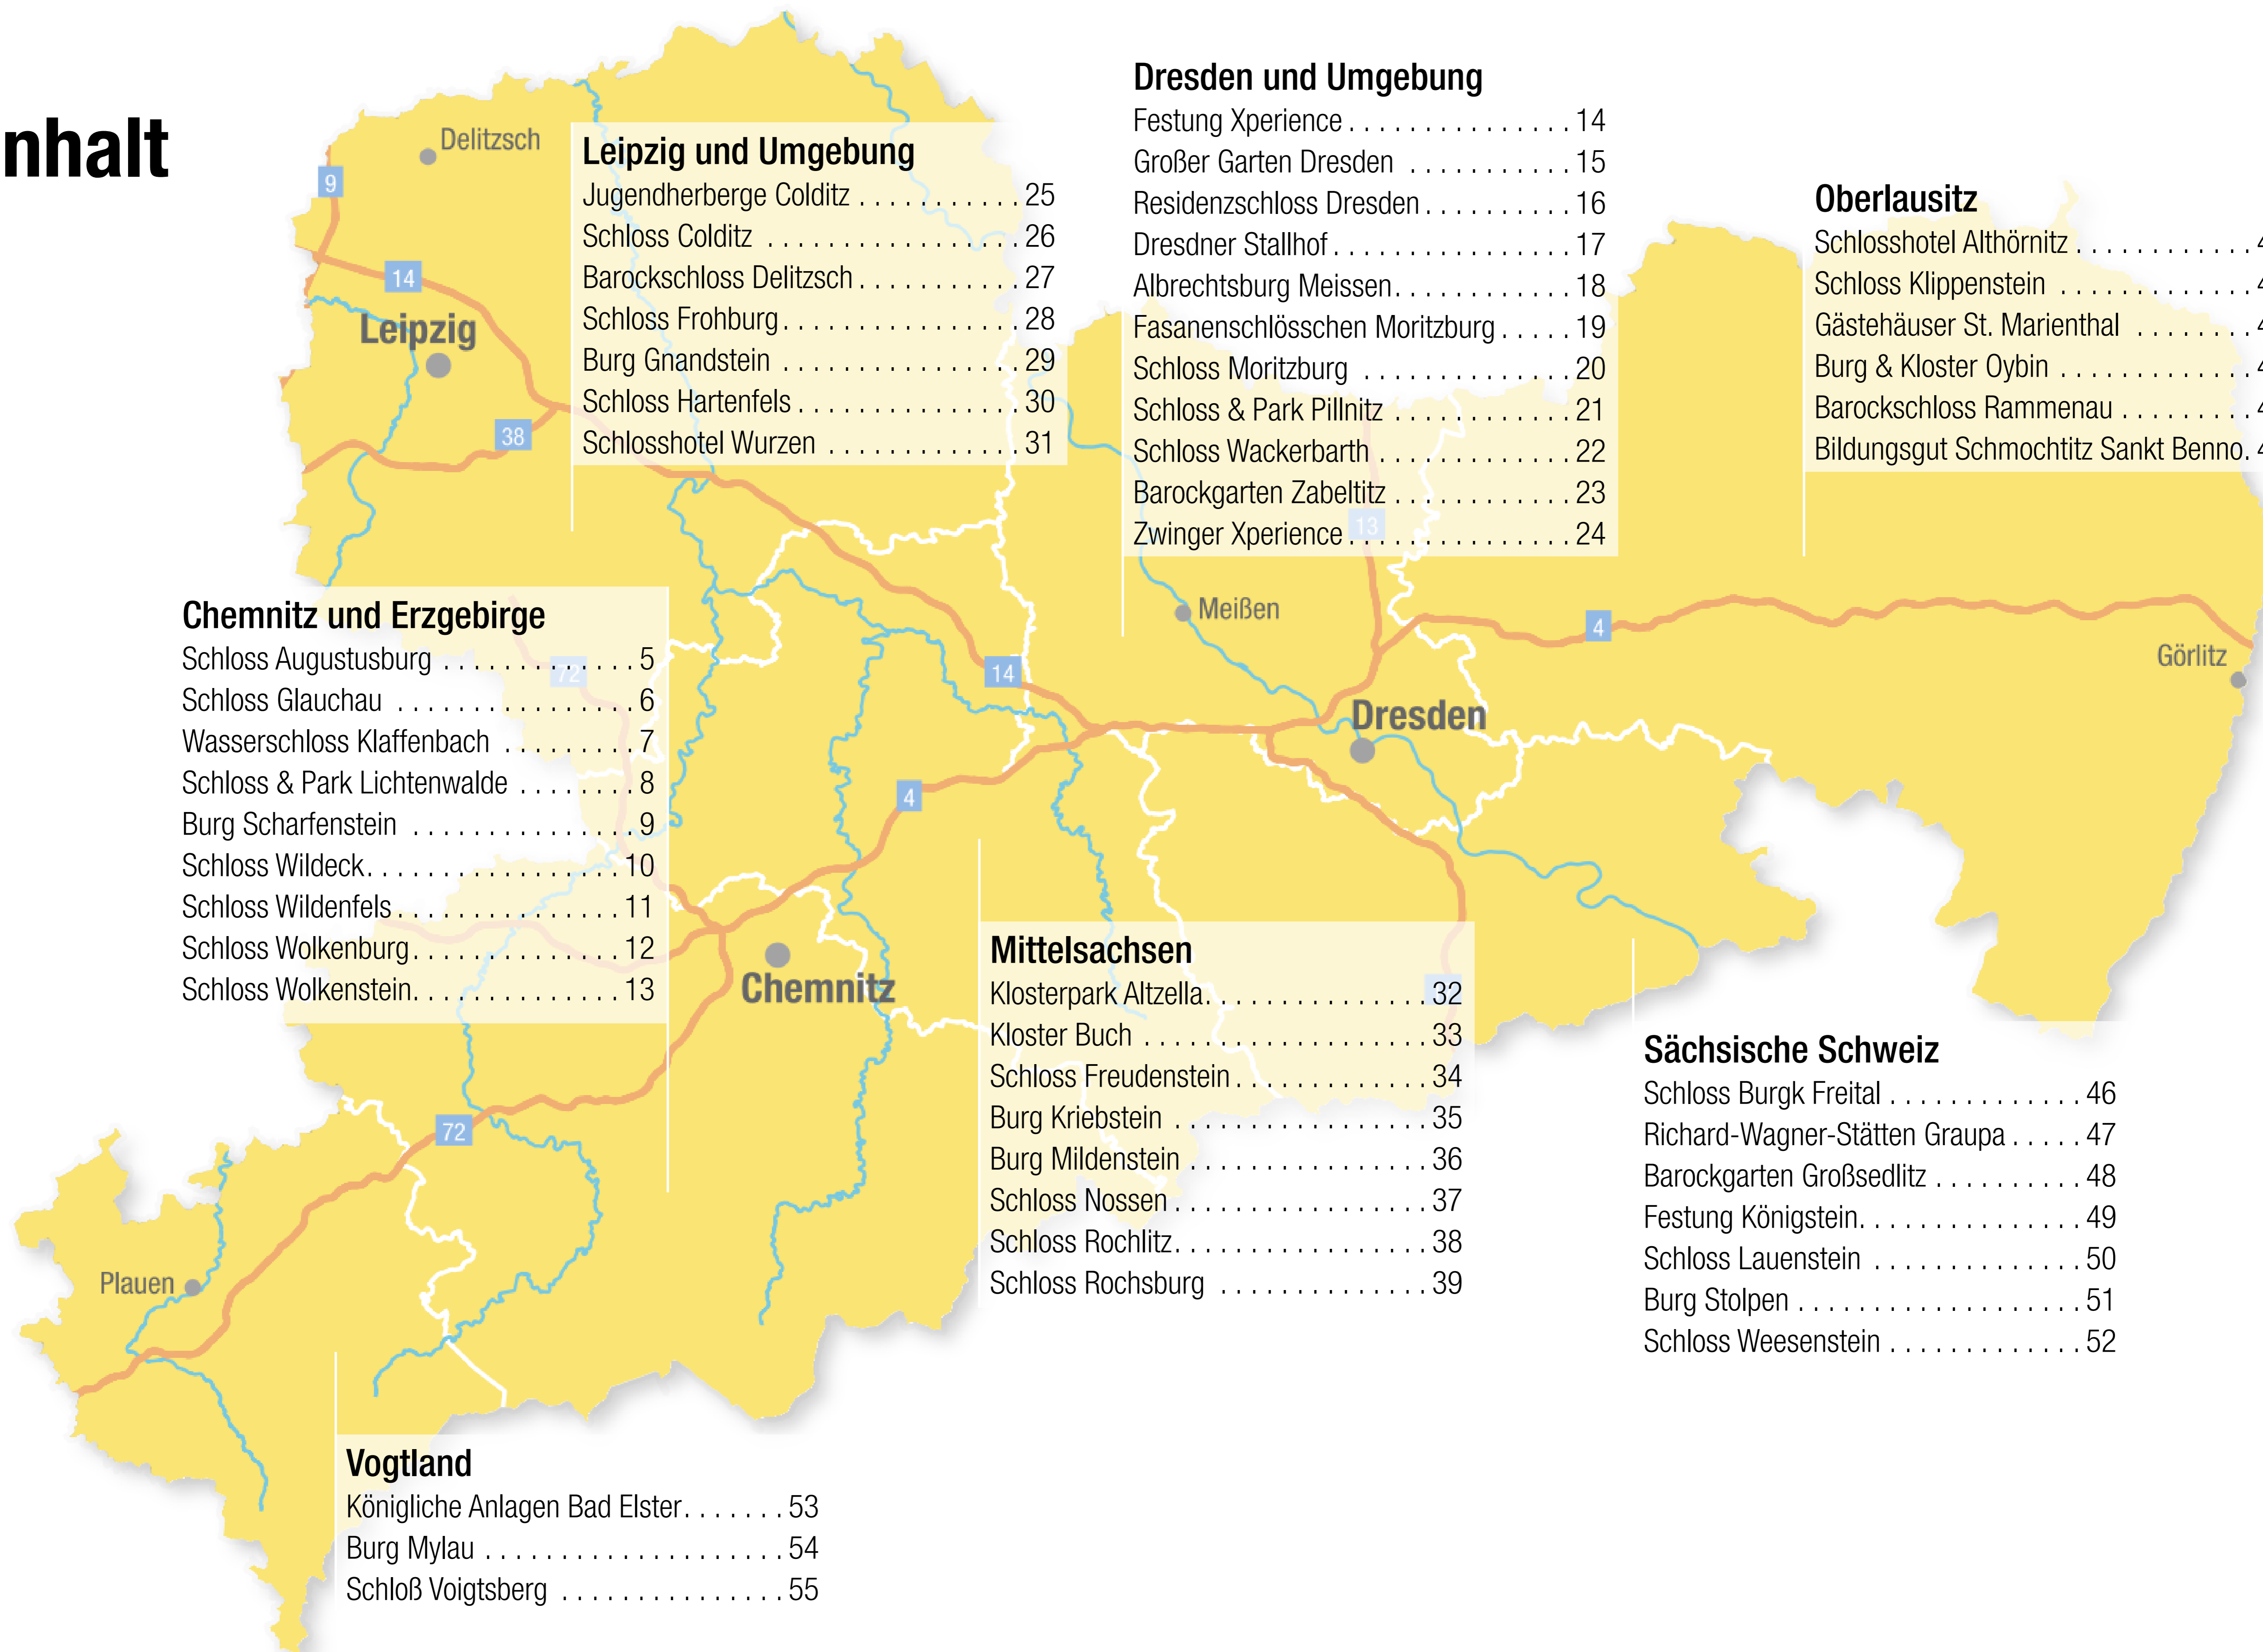 nhalt
Delitzsch
9
14
Leipzig
38
Leipzig und Umgebung
Jugendherberge Colditz . . . . . . . . . . . 25
Schloss Colditz . . . . . . . . . . . . . . . . . 26
Barockschloss Delitzsch . . . . . . . . . . . 27
Schloss Frohburg . . . . . . . . . . . . . . . . 28
Burg Gnandstein . . . . . . . . . . . . . . . . 29
Schloss Hartenfels . . . . . . . . . . . . . . . 30
Schlosshotel Wurzen . . . . . . . . . . . . . 31
Dresden und Umgebung
Festung Xperience . . . . . . . . . . . . . . . 14
Großer Garten Dresden . . . . . . . . . . . 15
Residenzschloss Dresden . . . . . . . . . . 16
Dresdner Stallhof . . . . . . . . . . . . . . . . 17
Albrechtsburg Meissen. . . . . . . . . . . . 18
Fasanenschlösschen Moritzburg . . . . . 19
Schloss Moritzburg . . . . . . . . . . . . . . 20
Schloss & Park Pillnitz . . . . . . . . . . . . 21
Schloss Wackerbarth . . . . . . . . . . . . . 22
Barockgarten Zabeltitz . . . . . . . . . . . . 23
Zwinger Xperience . . . . . . . . . . . . . . . 24
13
Oberlausitz
Schlosshotel Althörnitz . . . . . . . . . . . . 4
Schloss Klippenstein . . . . . . . . . . . . . 4
Gästehäuser St. Marienthal . . . . . . . . 4
Burg & Kloster Oybin . . . . . . . . . . . . . 4
Barockschloss Rammenau . . . . . . . . . 4
Bildungsgut Schmochtitz Sankt Benno. 4
Chemnitz und Erzgebirge
Schloss Augustusburg . . . . . . . . . . . . . 5
Schloss Glauchau . . . . . . . . . . . . . . . . 6
Wasserschloss Klaffenbach . . . . . . . . . 7
Schloss & Park Lichtenwalde . . . . . . . . 8
Burg Scharfenstein . . . . . . . . . . . . . . . 9
Schloss Wildeck. . . . . . . . . . . . . . . . . 10
Schloss Wildenfels . . . . . . . . . . . . . . . 11
Schloss Wolkenburg. . . . . . . . . . . . . . 12
Schloss Wolkenstein. . . . . . . . . . . . . . 13
72
Meißen
4
Görlitz
14
Dresden
4
Chemnitz
Mittelsachsen
Klosterpark Altzella. . . . . . . . . . . . . . . 32
Kloster Buch . . . . . . . . . . . . . . . . . . . 33
Schloss Freudenstein . . . . . . . . . . . . . 34
Burg Kriebstein . . . . . . . . . . . . . . . . . 35
Burg Mildenstein . . . . . . . . . . . . . . . . 36
Schloss Nossen . . . . . . . . . . . . . . . . . 37
Schloss Rochlitz. . . . . . . . . . . . . . . . . 38
Schloss Rochsburg . . . . . . . . . . . . . . 39
Sächsische Schweiz
Schloss Burgk Freital . . . . . . . . . . . . . 46
Richard-Wagner-Stätten Graupa . . . . . 47
Barockgarten Großsedlitz . . . . . . . . . . 48
Festung Königstein. . . . . . . . . . . . . . . 49
Schloss Lauenstein . . . . . . . . . . . . . . 50
Burg Stolpen . . . . . . . . . . . . . . . . . . . 51
Schloss Weesenstein . . . . . . . . . . . . . 52
72
Plauen
Vogtland
Königliche Anlagen Bad Elster. . . . . . . 53
Burg Mylau . . . . . . . . . . . . . . . . . . . . 54
Schloß Voigtsberg . . . . . . . . . . . . . . . 55